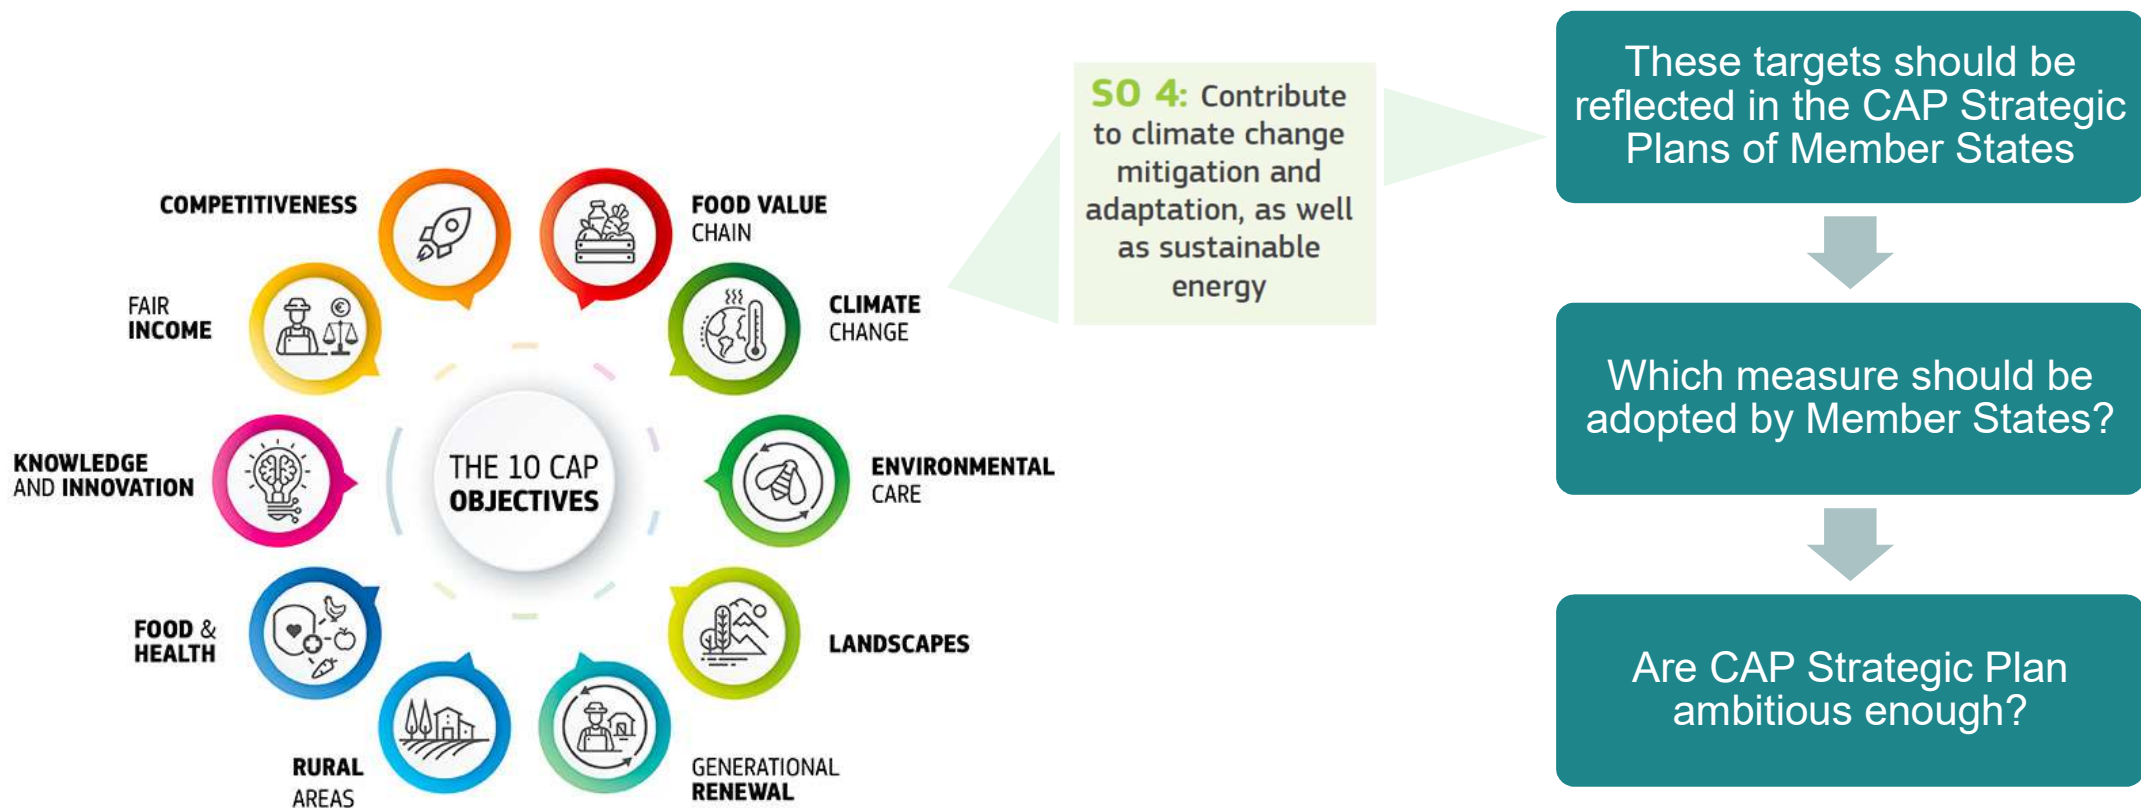 COMPETITIVENESS
FOOD VALUE
CHAIN
FAIR
INCOME
CLIMATE
CHANGE
KNOWLEDGE
AND INNOVATION
THE 10 CAP
OBJECTIVES
ENVIRONMENTAL
CARE
FOOD &
HEALTH
LANDSCAPES
RURAL
AREAS
GENERATIONAL
RENEWAL
SO 4: Contribute
to climate change
mitigation and
adaptation, as well
as sustainable
energy
These targets should be
reflected in the CAP Strategic
Plans of Member States
Which measure should be
adopted by Member States?
Are CAP Strategic Plan
ambitious enough?